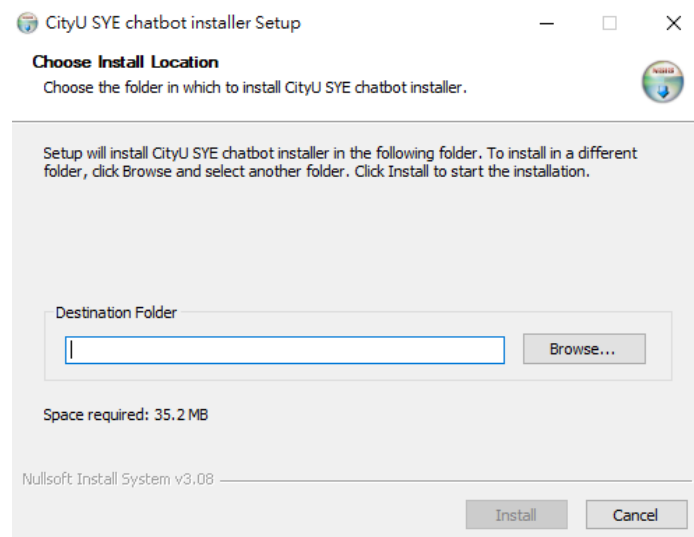 CityU SYE chatbot installer Setup
Choose Install Location
Choose the folder in which to install CityU SYE chatbot installer.
NSIS
Setup will install CityU SYE chatbot installer in the following folder. To install in a different
folder, click Browse and select another folder. Click Install to start the installation.
Destination Folder
Browse...
Space required: 35.2 MB
Nullsoft Install System v3.08
Install
Cancel